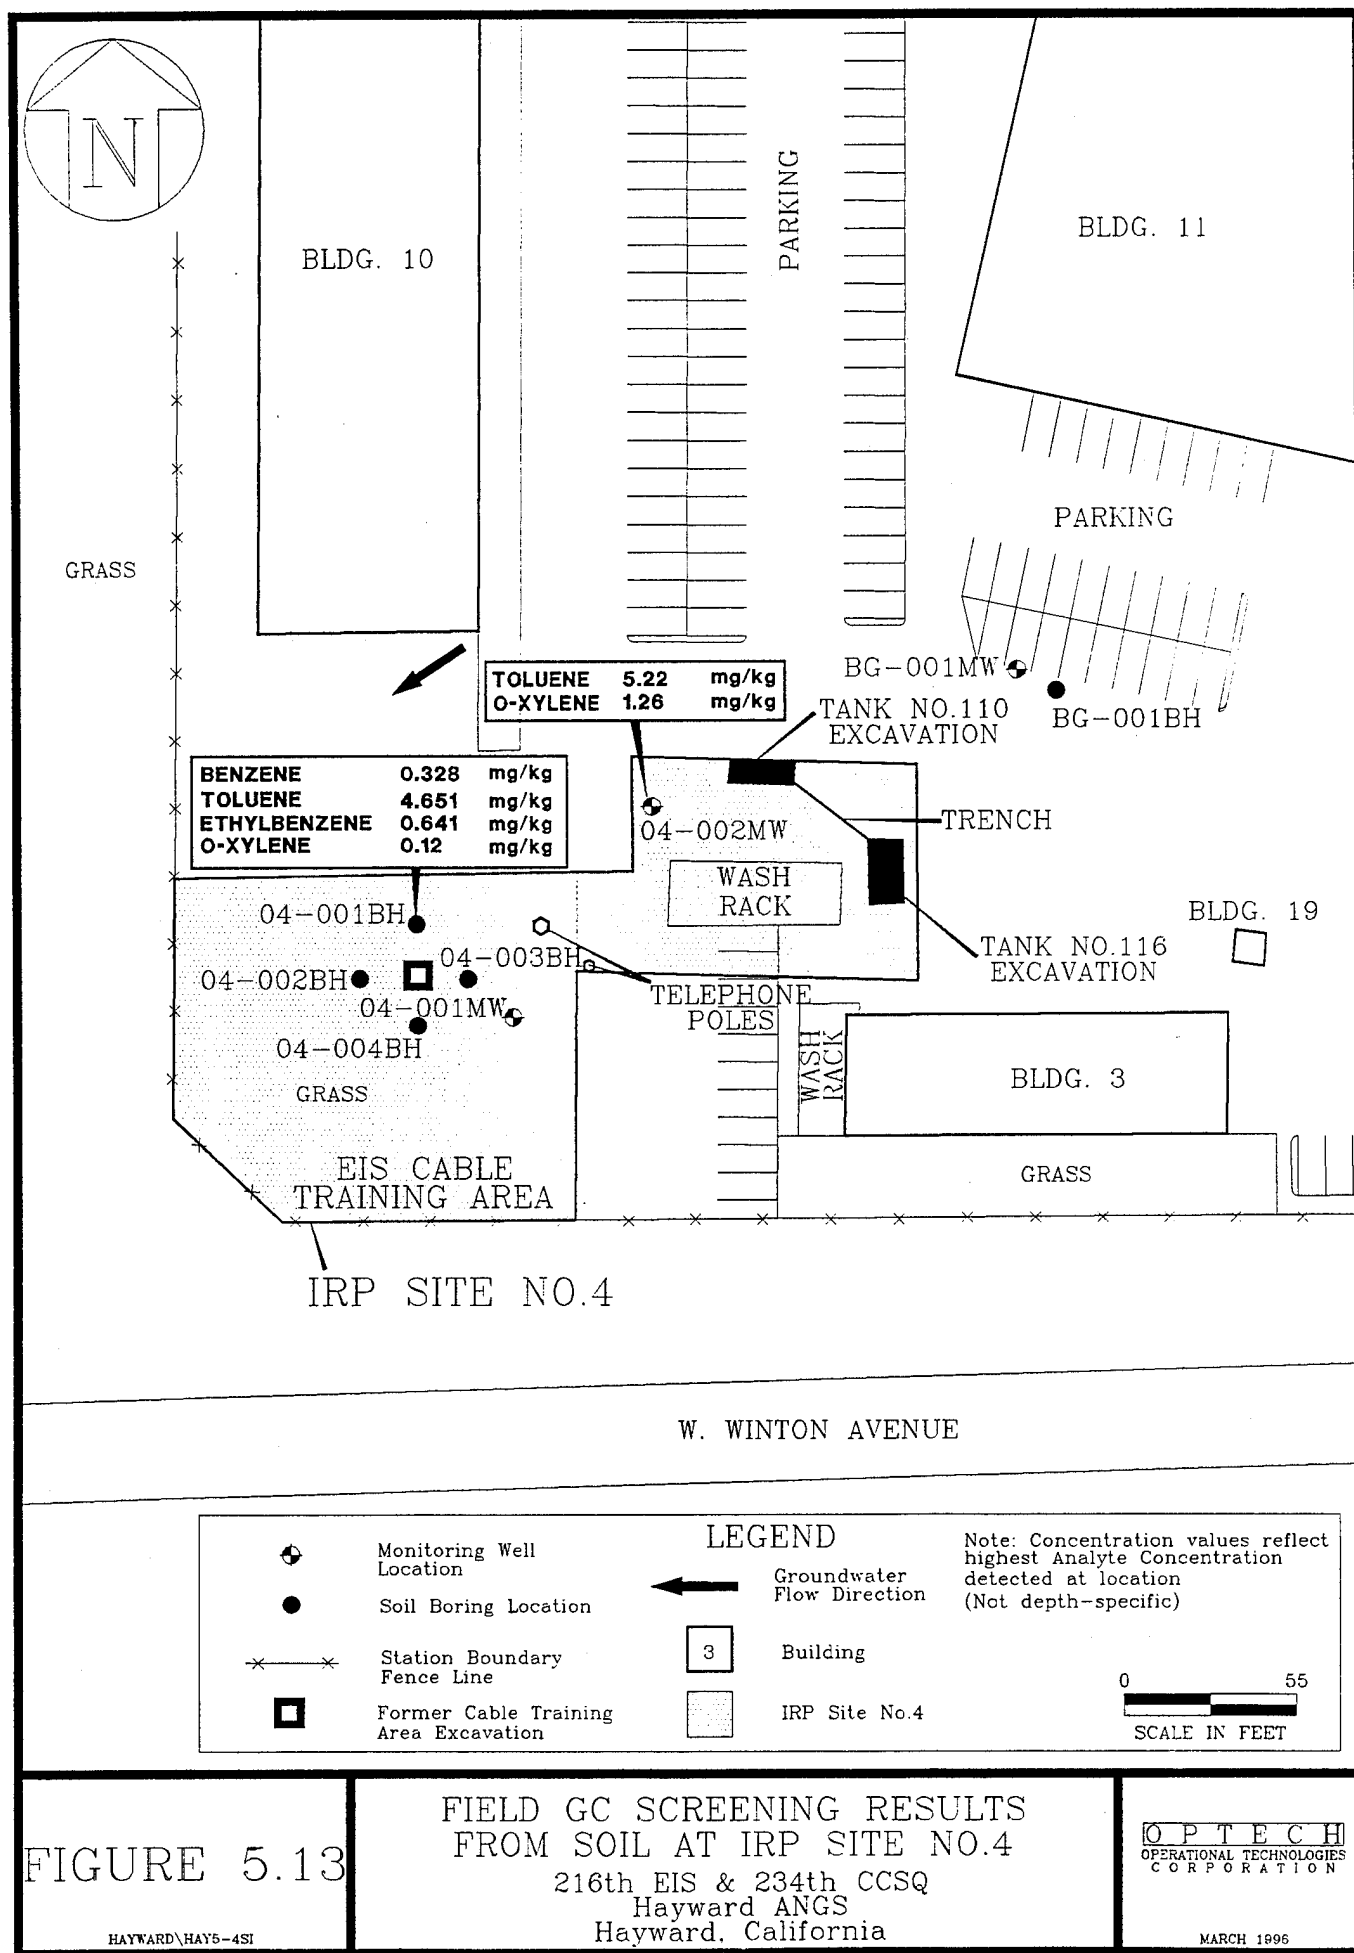 N
BLDG. 10
PARKING
BLDG. 11
PARKING
GRASS
BG-001MW
BG-001BH
TOLUENE 5.22 mg/kg
O-XYLENE 1.26 mg/kg
TANK NO.110
EXCAVATION
BENZENE 0.328 mg/kg
TOLUENE 4.651 mg/kg
ETHYLBENZENE 0.641 mg/kg
O-XYLENE 0.12 mg/kg
04-002MW
TRENCH
WASH
RACK
04-001BH
BLDG. 19
04-003BH
TANK NO.116
EXCAVATION
04-002BH
04-001MW
TELEPHONE
POLES
04-004BH
WASH
RACK
BLDG. 3
GRASS
EIS CABLE
TRAINING AREA
GRASS
IRP SITE NO.4
W. WINTON AVENUE
LEGEND
Monitoring Well
Location
Soil Boring Location
Station Boundary
Fence Line
Former Cable Training
Area Excavation
Groundwater
Flow Direction
3
Building
IRP Site No.4
Note: Concentration values reflect
highest Analyte Concentration
detected at location
(Not depth-specific)
0 55
SCALE IN FEET
FIGURE 5.13
HAYWARD\HAY5-4SI
FIELD GC SCREENING RESULTS
FROM SOIL AT IRP SITE NO.4
216th EIS & 234th CCSQ
Hayward ANGS
Hayward, California
OPTECH
OPERATIONAL TECHNOLOGIES
CORPORATION
MARCH 1996